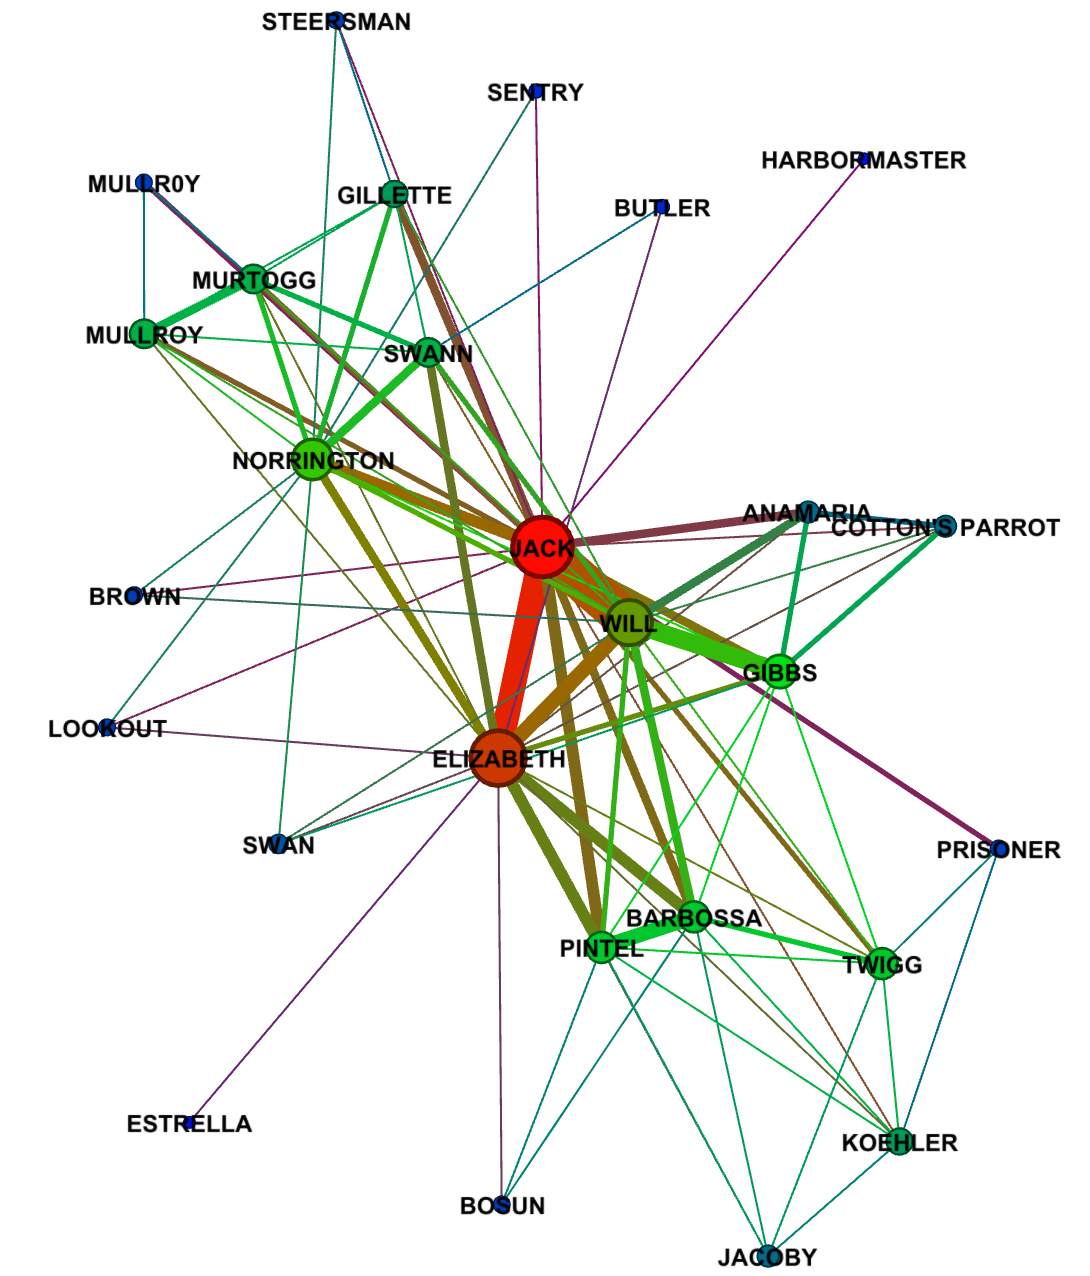 STEERSMAN
SENTRY
HARBORMASTER
MULLR0Y
GILLETTE
BUTLER
MURTOGG
MULLROY
SWANN
NORRINGTON
ANAMARIA
COTTON'S PARROT
JACK
BROWN
WILL
GIBBS
LOOKOUT
ELIZABETH
SWAN
PRISONER
BARBOSSA
PINTEL
TWIGG
ESTRELLA
KOEHLER
BOSUN
JACOBY